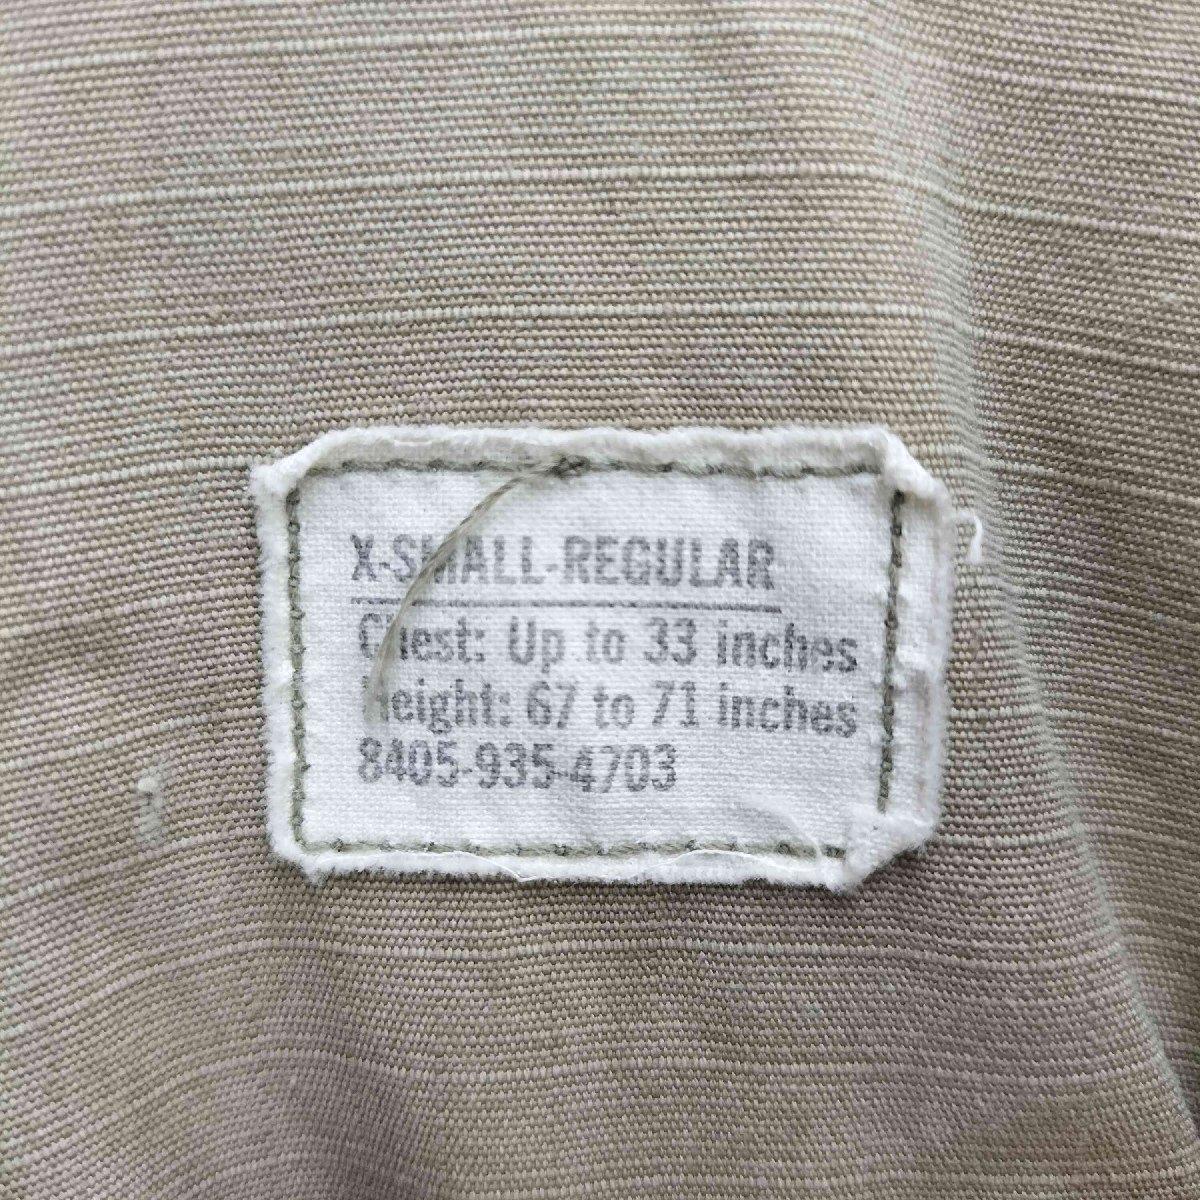 X-SMALL-REGULAR
Chest: Up to 33 inches
Height: 67 to 71 inches
8405-935-4703